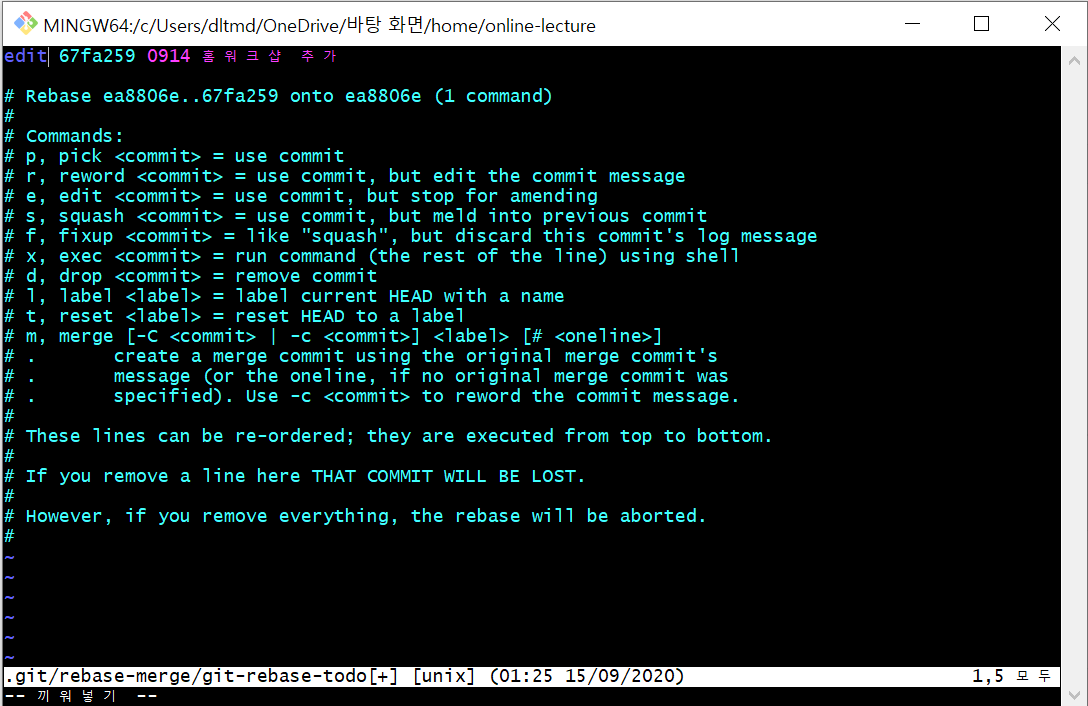 MINGW64:/c/Users/dltmd/OneDrive/바탕 화면/home/online-lecture
edit 67fa259 0914 홈워크샵 추가
# Rebase ea8806e..67fa259 onto ea8806e (1 command)
#
# Commands:
# p, pick <commit> = use commit
# r, reword <commit> = use commit, but edit the commit message
# e, edit <commit> = use commit, but stop for amending
# s, squash <commit> = use commit, but meld into previous commit
# f, fixup <commit> = like "squash", but discard this commit's log message
# x, exec <commit> = run command (the rest of the line) using shell
# d, drop <commit> = remove commit
# l, label <label> = label current HEAD with a name
# t, reset <label> = reset HEAD to a label
# m, merge [-C <commit> | -c <commit>] <label> [# <oneline>]
# .       create a merge commit using the original merge commit's
# .       message (or the oneline, if no original merge commit was
# .       specified). Use -c <commit> to reword the commit message.
#
# These lines can be re-ordered; they are executed from top to bottom.
#
# If you remove a line here THAT COMMIT WILL BE LOST.
#
# However, if you remove everything, the rebase will be aborted.
#
~
~
~
~
~
~
.git/rebase-merge/git-rebase-todo[+] [unix] (01:25 15/09/2020) 1,5 모두
-- 끼워넣기 --